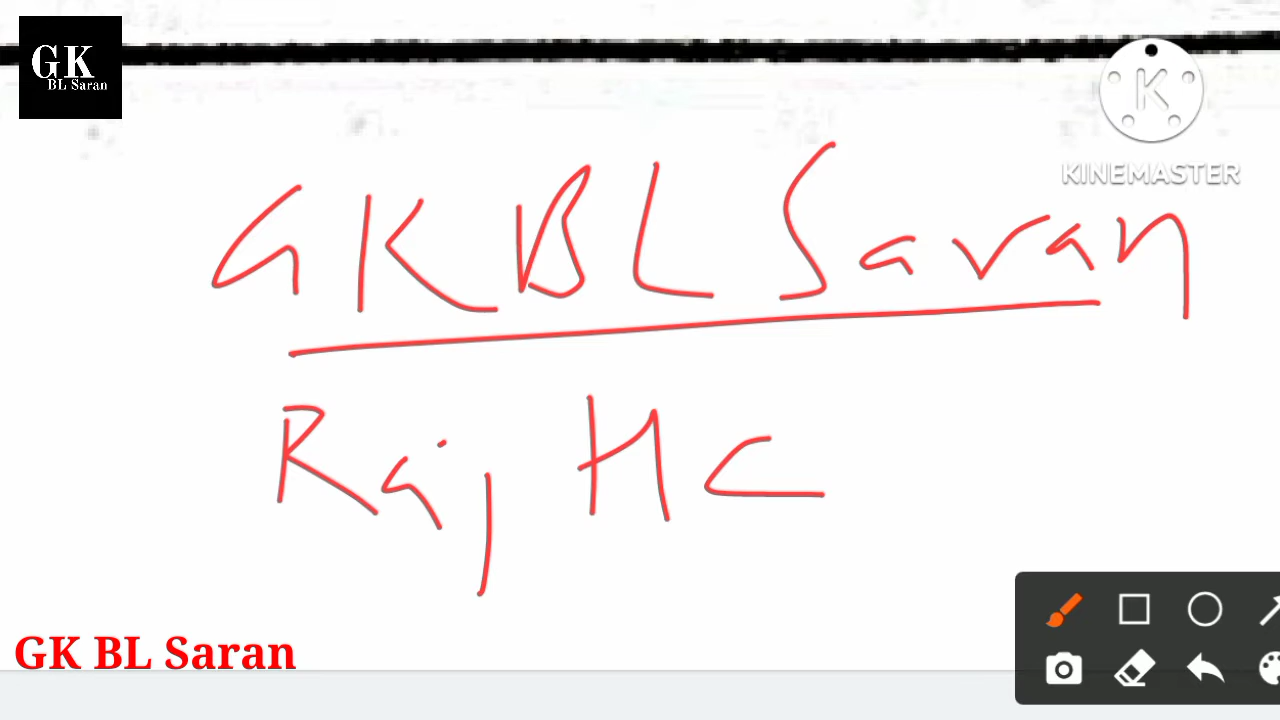 GK
BL Saran
K
KINEMASTER
GK BL Saran
Raj HC
GK BL Saran